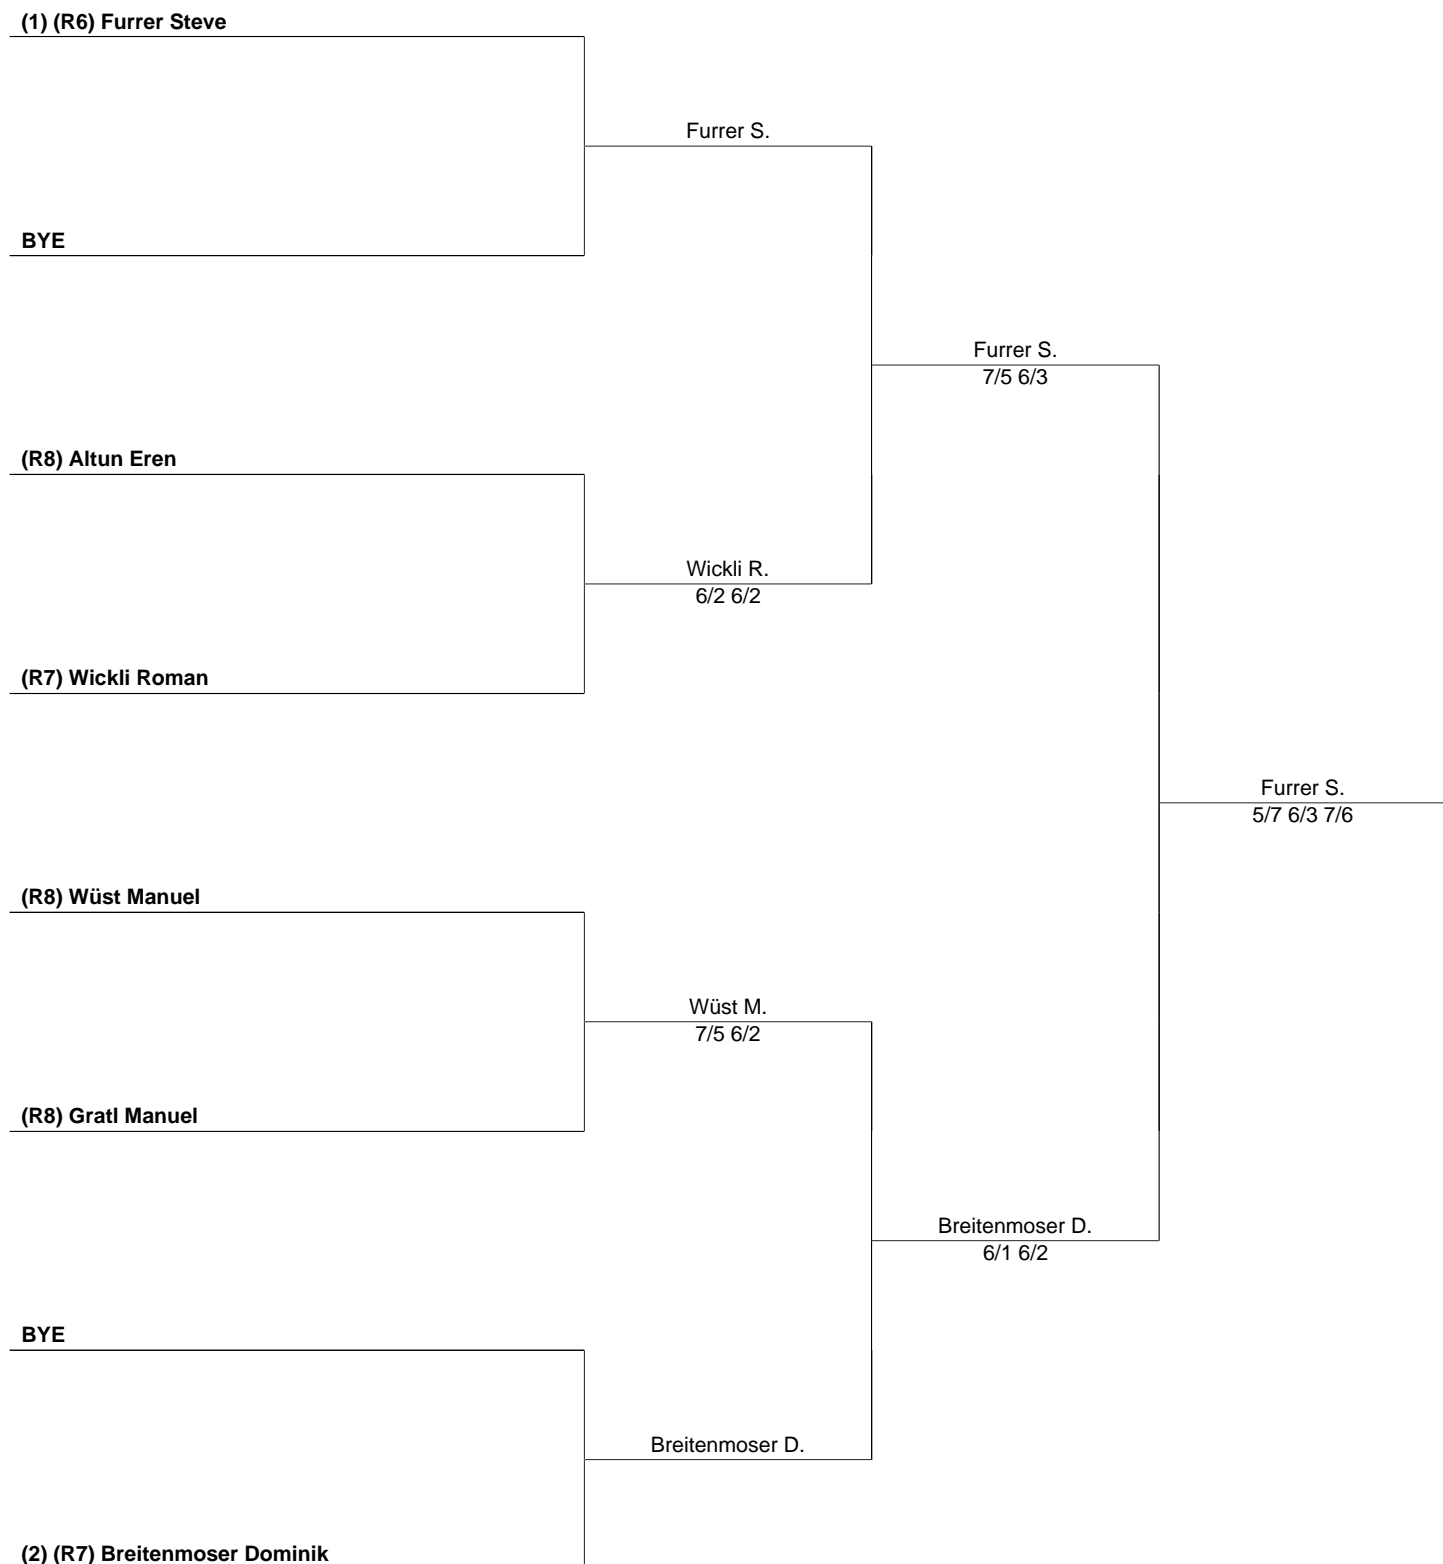 (1) (R6) Furrer Steve
Furrer S.
BYE
Furrer S.
7/5 6/3
(R8) Altun Eren
Wickli R.
6/2 6/2
(R7) Wickli Roman
Furrer S.
5/7 6/3 7/6
(R8) Wüst Manuel
Wüst M.
7/5 6/2
(R8) Gratl Manuel
Breitenmoser D.
6/1 6/2
BYE
Breitenmoser D.
(2) (R7) Breitenmoser Dominik